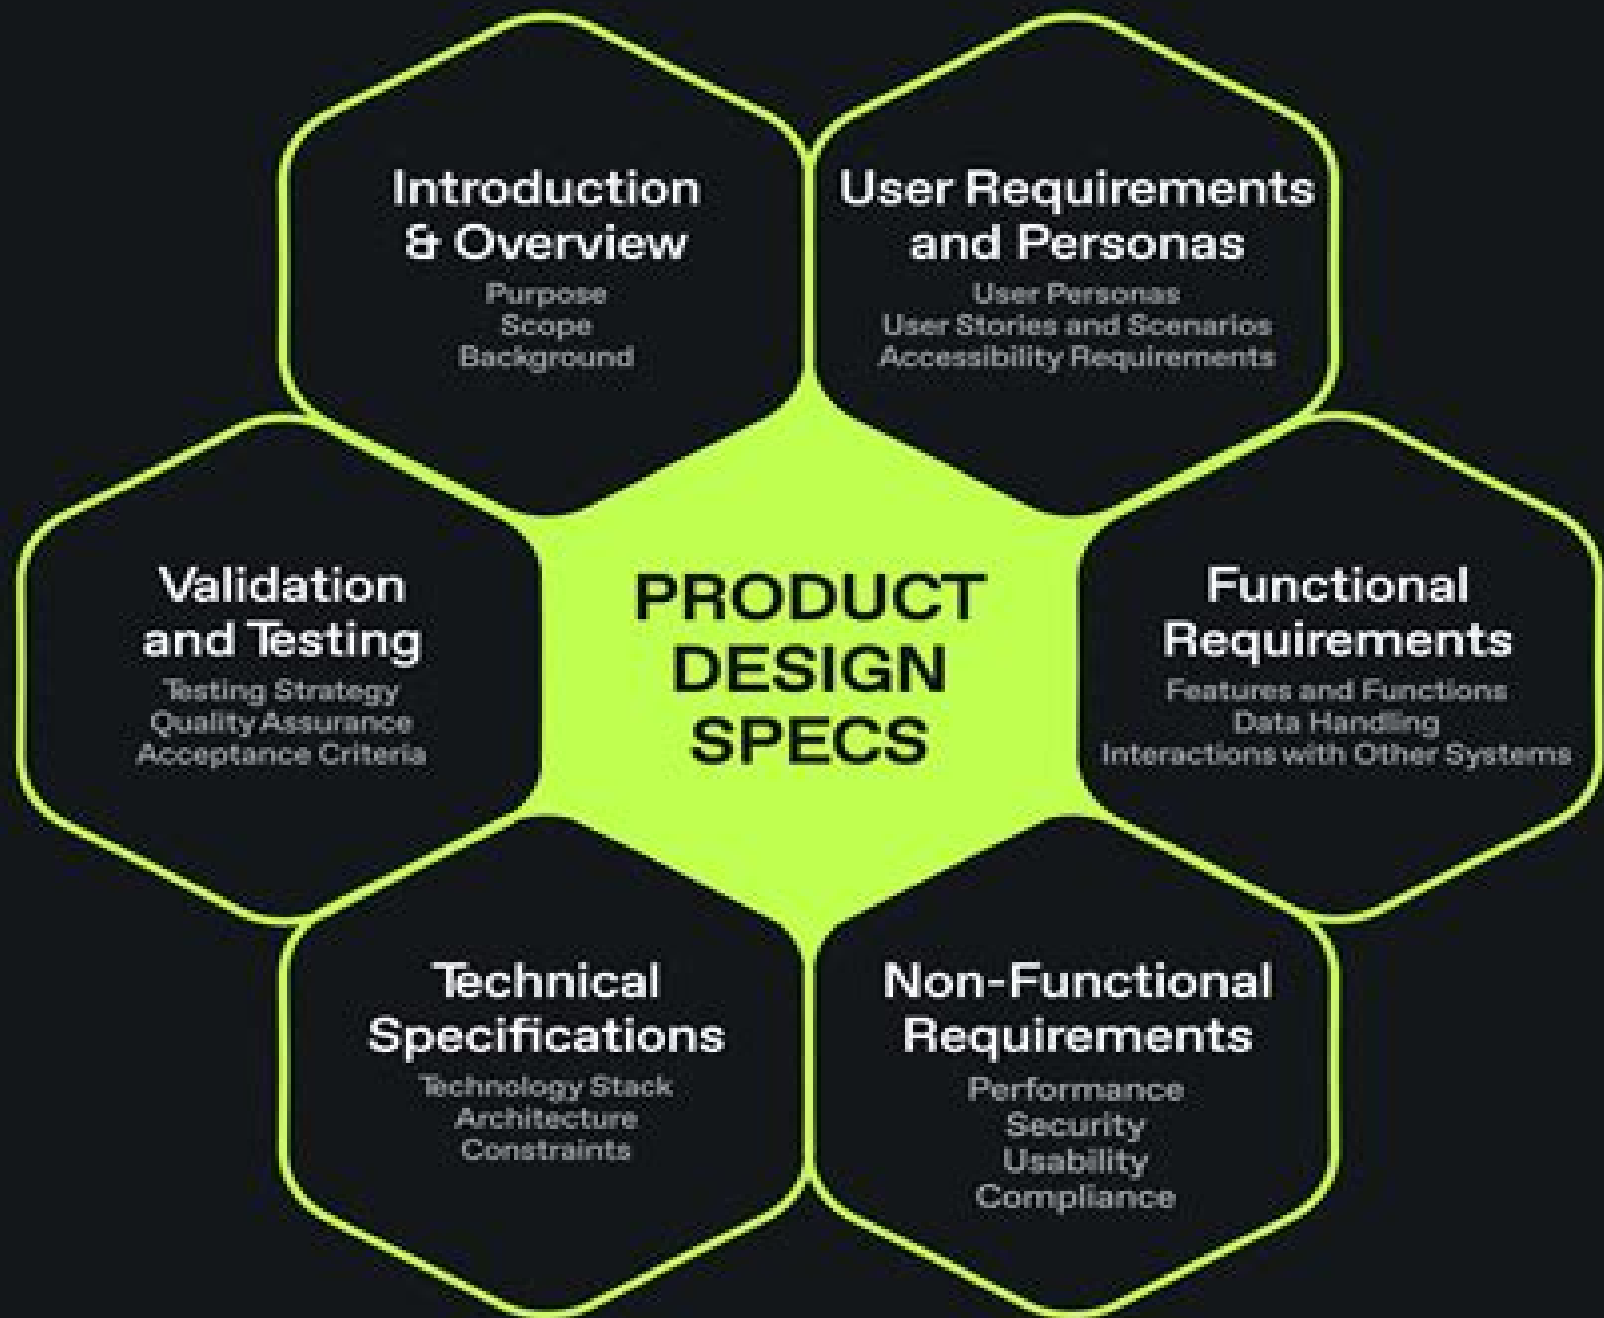 Introduction
& Overview
Purpose
Scope
Background
User Requirements
and Personas
User Personas
User Stories and Scenarios
Accessibility Requirements
Validation
and Testing
Testing Strategy
Quality Assurance
Acceptance Criteria
PRODUCT
DESIGN
SPECS
Functional
Requirements
Features and Functions
Data Handling
Interactions with Other Systems
Technical
Specifications
Technology Stack
Architecture
Constraints
Non-Functional
Requirements
Performance
Security
Usability
Compliance